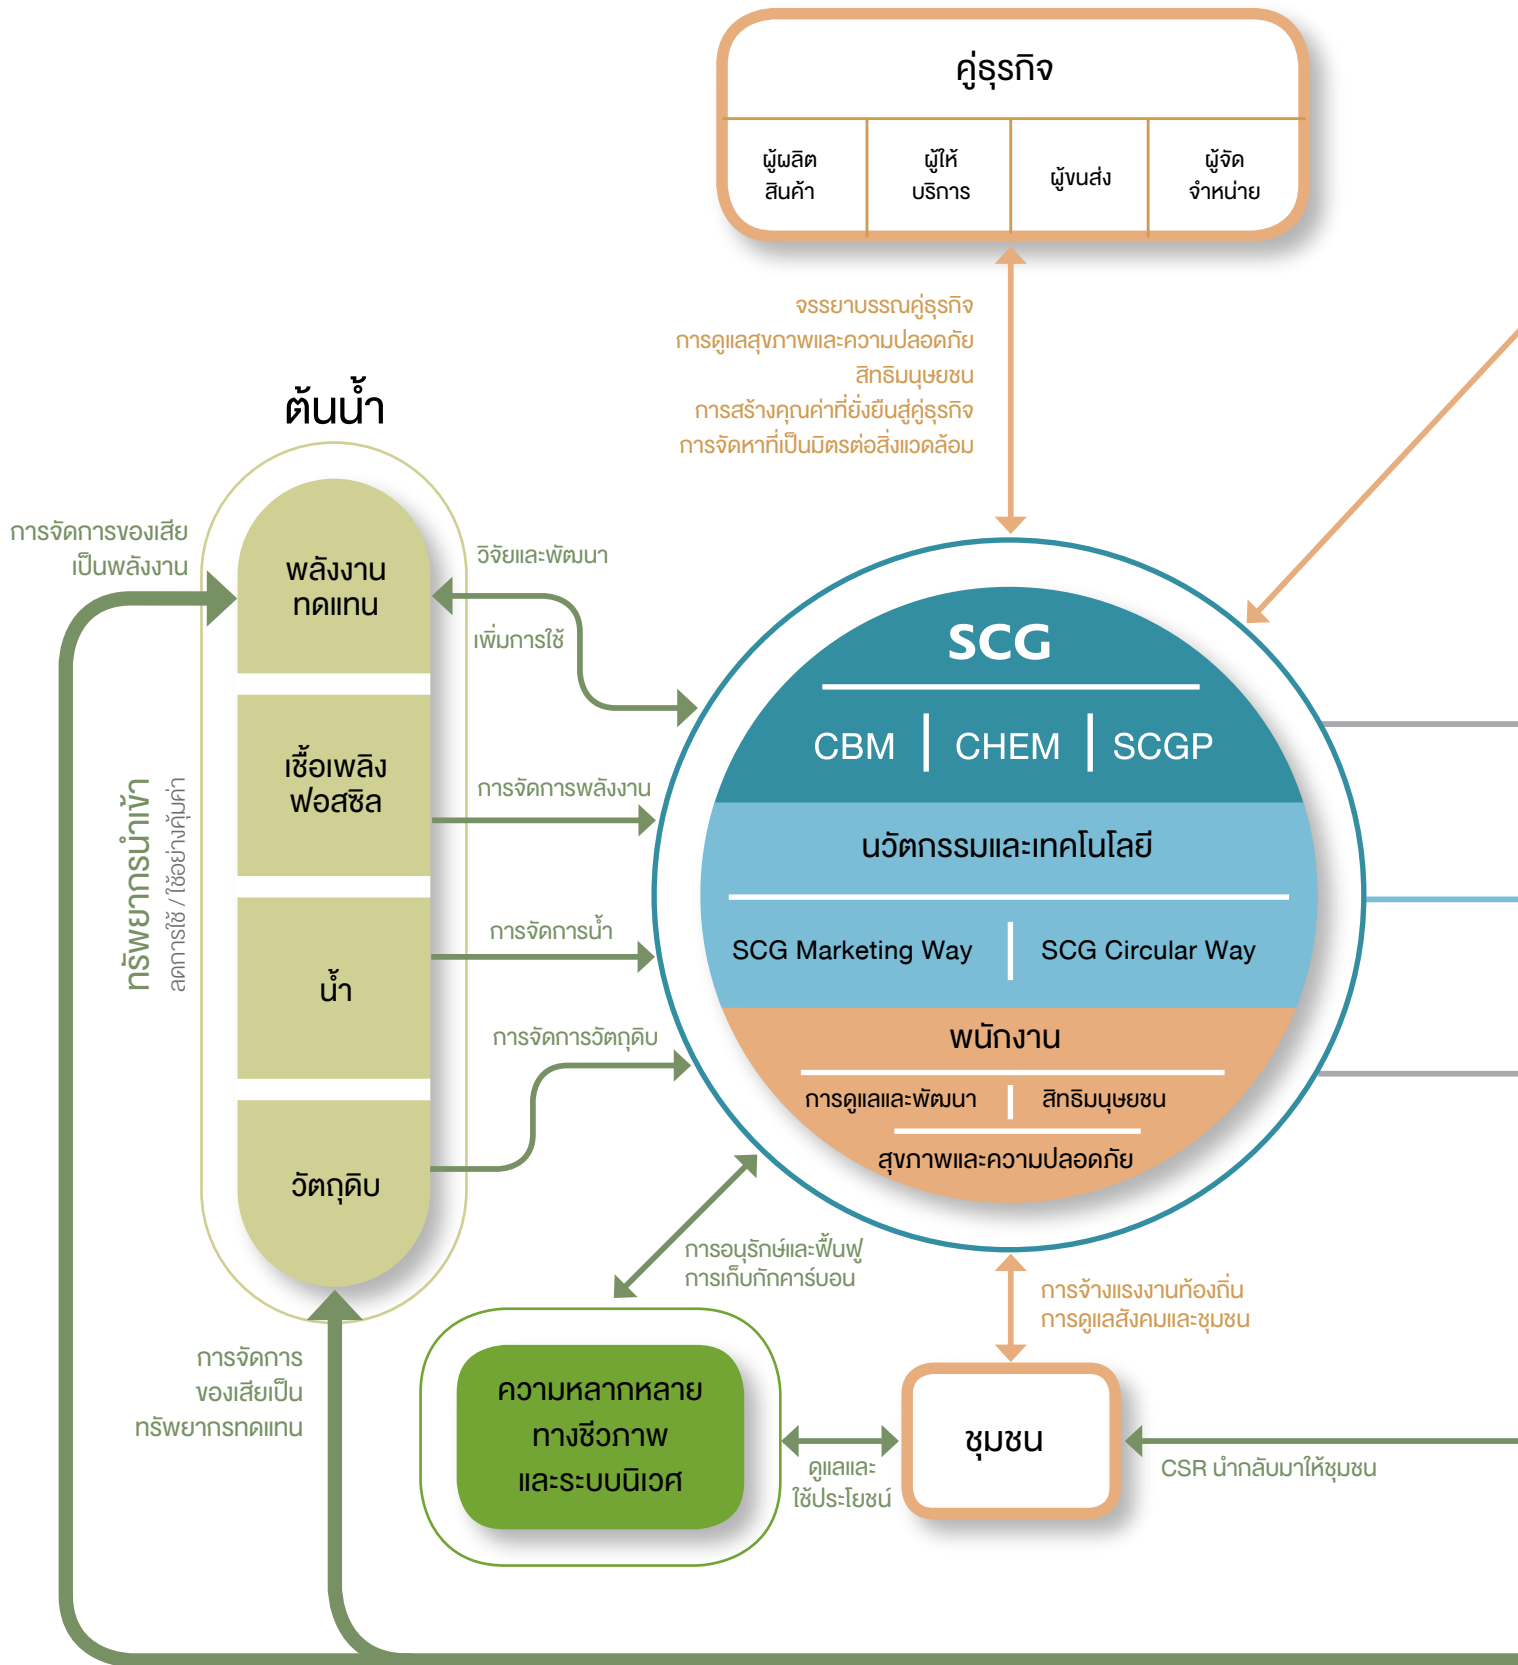 คู่ธุรกิจ
ผู้ผลิต
สินค้า
ผู้ให้
บริการ
ผู้ขนส่ง
ผู้จัด
จำหน่าย
จรรยาบรรณคู่ธุรกิจ
การดูแลสุขภาพและความปลอดภัย
สิทธิมนุษยชน
การสร้างคุณค่าที่ยั่งยืนสู่คู่ธุรกิจ
การจัดหาที่เป็นมิตรต่อสิ่งแวดล้อม
ต้นน้ำ
การจัดการของเสีย
เป็นพลังงาน
พลังงาน
ทดแทน
วิจัยและพัฒนา
เพิ่มการใช้
เชื้อเพลิง
ฟอสซิล
การจัดการพลังงาน
ทรัพยากรนำเข้า
ลดการใช้ / ใช้อย่างคุ้มค่า
น้ำ
การจัดการน้ำ
วัตถุดิบ
การจัดการวัตถุดิบ
SCG
CBM
CHEM
SCGP
นวัตกรรมและเทคโนโลยี
SCG Marketing Way
SCG Circular Way
พนักงาน
การดูแลและพัฒนา
สิทธิมนุษยชน
สุขภาพและความปลอดภัย
การอนุรักษ์และฟื้นฟู
การเก็บกักคาร์บอน
การจ้างแรงงานท้องถิ่น
การดูแลสังคมและชุมชน
การจัดการ
ของเสียเป็น
ทรัพยากรทดแทน
ความหลากหลาย
ทางชีวภาพ
และระบบนิเวศ
ดูแลและ
ใช้ประโยชน์
ชุมชน
CSR นำกลับมาให้ชุมชน